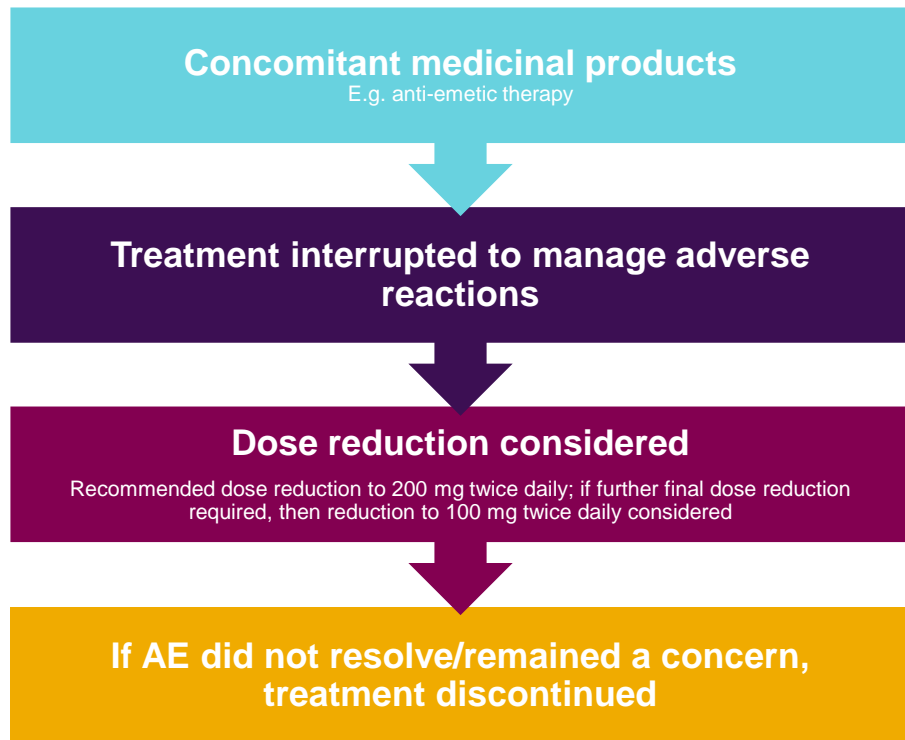 Concomitant medicinal products
E.g. anti-emetic therapy
Treatment interrupted to manage adverse
reactions
Dose reduction considered
Recommended dose reduction to 200 mg twice daily; if further final dose reduction
required, then reduction to 100 mg twice daily considered
If AE did not resolve/remained a concern,
treatment discontinued